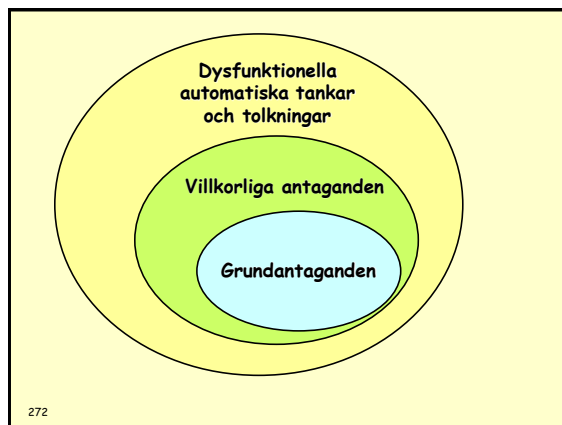 Dysfunktionella
automatiska tankar
och tolkningar
Villkorliga antaganden
Grundantaganden
272